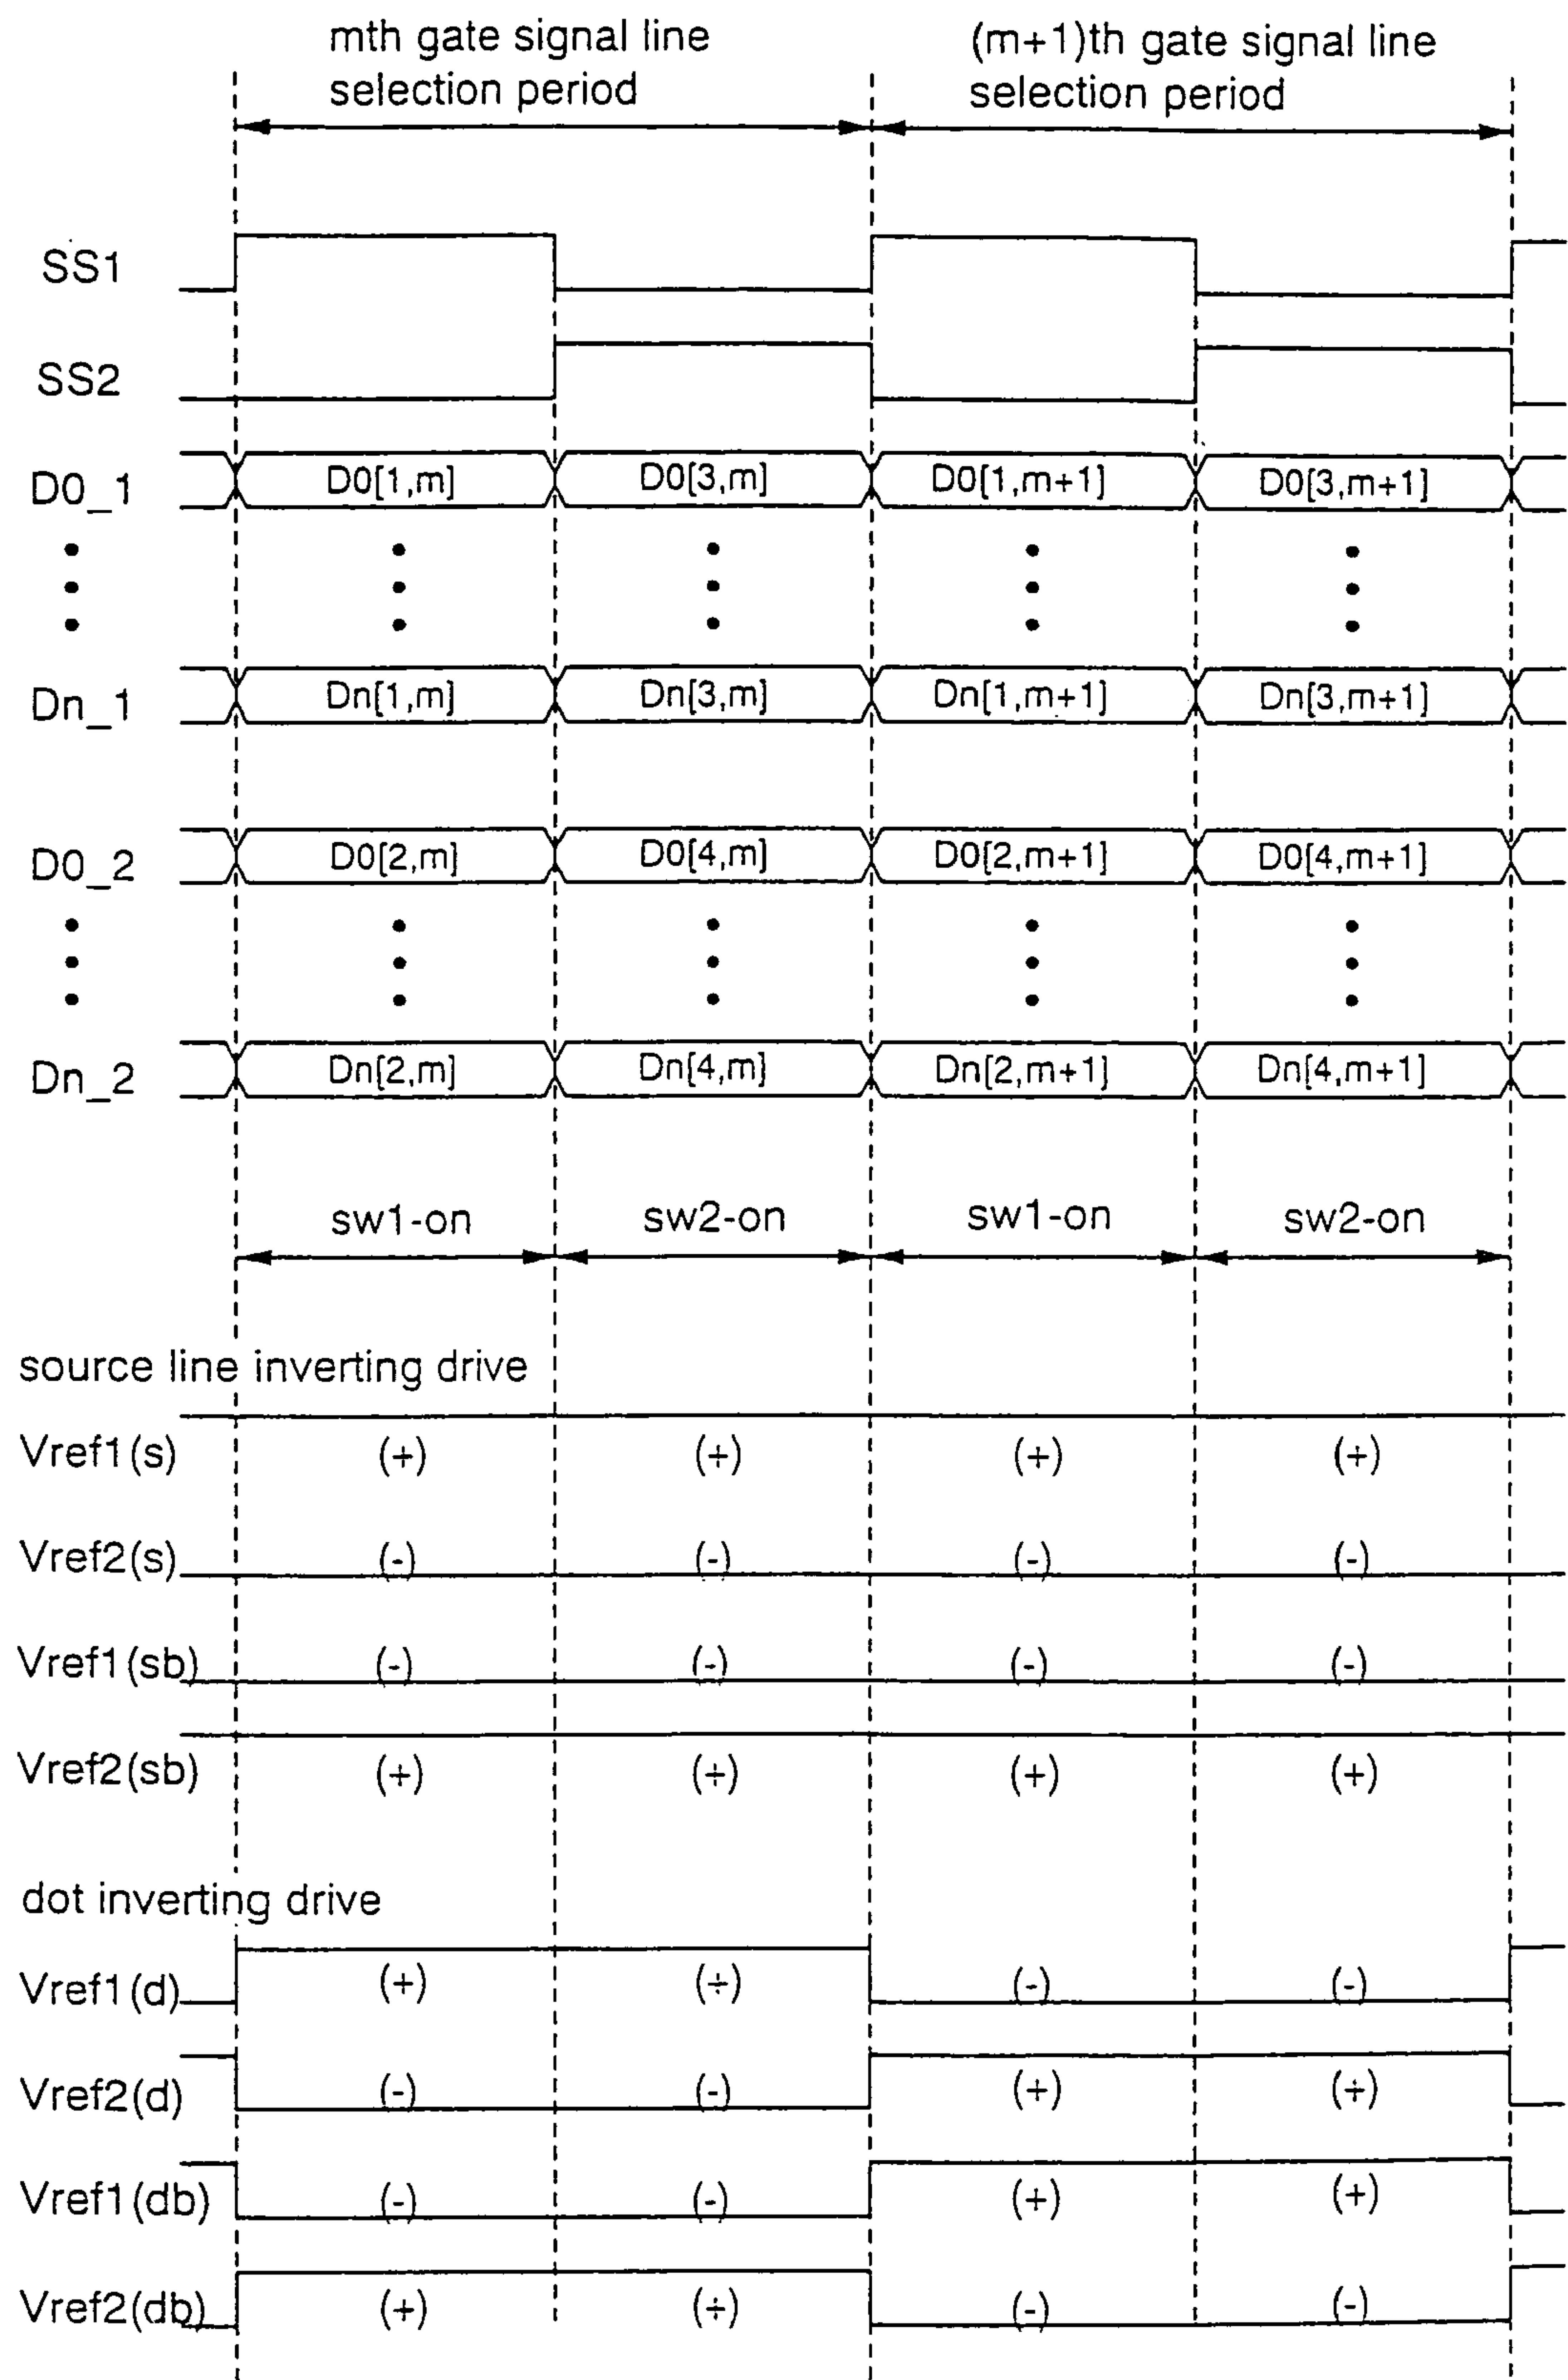 mth gate signal line
selection period
(m+1)th gate signal line
selection period
SS1
SS2
D0_1 D0[1,m] D0[3,m] D0[1,m+1] D0[3,m+1]
Dn_1 Dn[1,m] Dn[3,m] Dn[1,m+1] Dn[3,m+1]
D0_2 D0[2,m] D0[4,m] D0[2,m+1] D0[4,m+1]
Dn_2 Dn[2,m] Dn[4,m] Dn[2,m+1] Dn[4,m+1]
sw1-on sw2-on sw1-on sw2-on
source line inverting drive
Vref1(s) (+) (+) (+) (+)
Vref2(s) (-) (-) (-) (-)
Vref1(sb) (-) (-) (-) (-)
Vref2(sb) (+) (+) (+) (+)
dot inverting drive
Vref1(d) (+) (+) (-) (-)
Vref2(d) (-) (-) (+) (+)
Vref1(db) (-) (-) (+) (+)
Vref2(db) (+) (+) (-) (-)